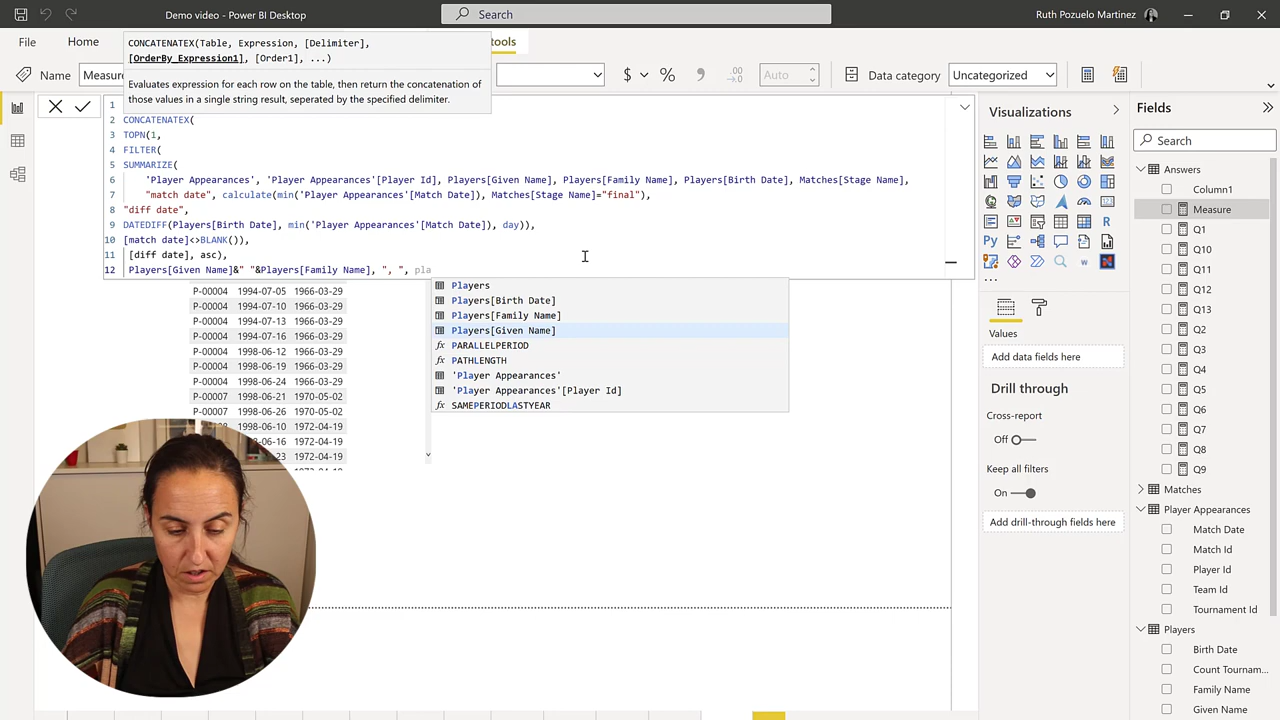 Demo video - Power BI Desktop
Search
Ruth Pozuelo Martinez
File
Home
tools
Name
Measure
$
%
Auto
Data category
Uncategorized
CONCATENATEX(Table, Expression, [Delimiter],
[OrderBy_Expression1], [Order1], ...)
Evaluates expression for each row on the table, then return the concatenation of
those values in a single string result, seperated by the specified delimiter.
1
2 CONCATENATEX(
3 TOPN(1,
4 FILTER(
5 SUMMARIZE(
6 'Player Appearances', 'Player Appearances'[Player Id], Players[Given Name], Players[Family Name], Players[Birth Date], Matches[Stage Name],
7 "match date", calculate(min('Player Appearances'[Match Date]), Matches[Stage Name]="final"),
8 "diff date",
9 DATEDIFF(Players[Birth Date], min('Player Appearances'[Match Date]), day)),
10 [match date]<>BLANK()),
11 [diff date], asc),
12 Players[Given Name]&" "&Players[Family Name], ", ", pla
Players
Players[Birth Date]
Players[Family Name]
Players[Given Name]
PARALLELPERIOD
PATHLENGTH
'Player Appearances'
'Player Appearances'[Player Id]
SAMEPERIODLASTYEAR
P-00004 1994-07-05 1966-03-29
P-00004 1994-07-10 1966-03-29
P-00004 1994-07-13 1966-03-29
P-00004 1994-07-16 1966-03-29
P-00004 1998-06-12 1966-03-29
P-00004 1998-06-19 1966-03-29
P-00004 1998-06-24 1966-03-29
P-00007 1998-06-21 1970-05-02
P-00007 1998-06-26 1970-05-02
1998-06-10 1972-04-19
1972-04-19
23 1972-04-19
Visualizations
Values
Add data fields here
Drill through
Cross-report
Off
Keep all filters
On
Add drill-through fields here
Fields
Search
Answers
Column1
Measure
Q1
Q10
Q11
Q12
Q13
Q2
Q3
Q4
Q5
Q6
Q7
Q8
Q9
Matches
Player Appearances
Match Date
Match Id
Player Id
Team Id
Tournament Id
Players
Birth Date
Count Tournam...
Family Name
Given Name